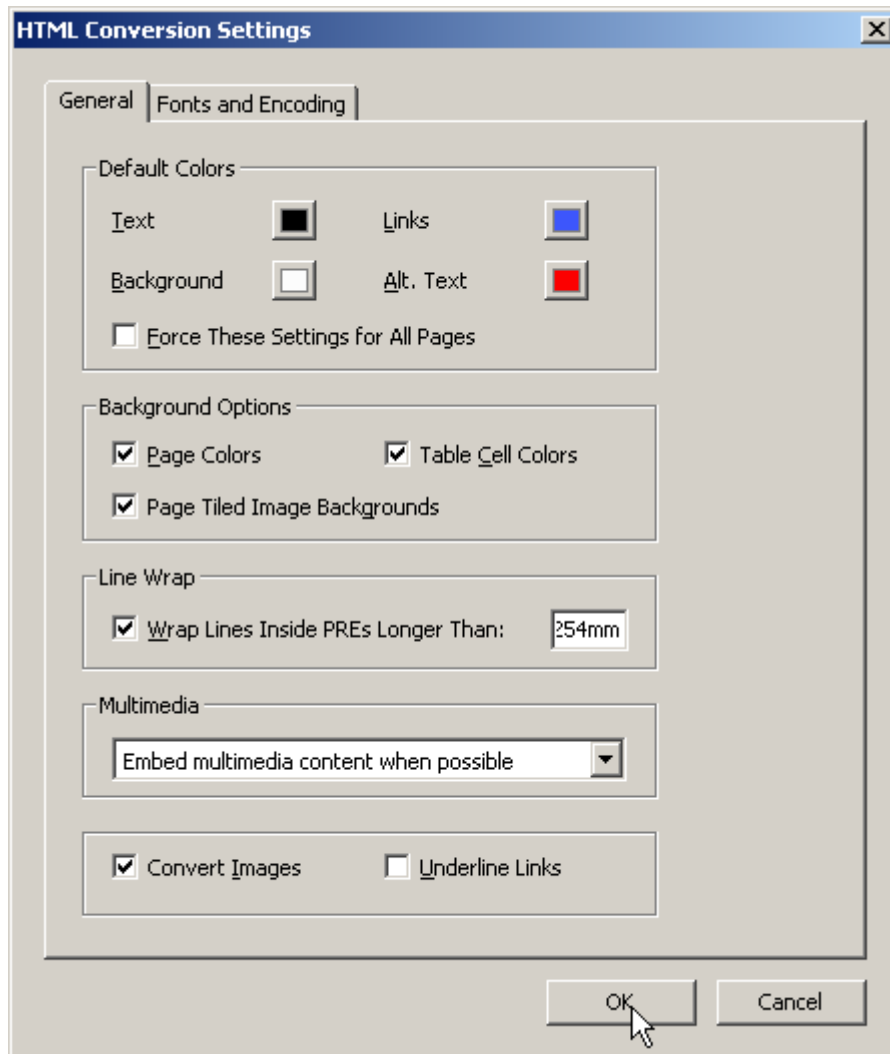 HTML Conversion Settings
General Fonts and Encoding
Default Colors
Text Links
Background Alt. Text
Force These Settings for All Pages
Background Options
Page Colors Table Cell Colors
Page Tiled Image Backgrounds
Line Wrap
Wrap Lines Inside PREs Longer Than: 254mm
Multimedia
Embed multimedia content when possible
Convert Images Underline Links
OK Cancel